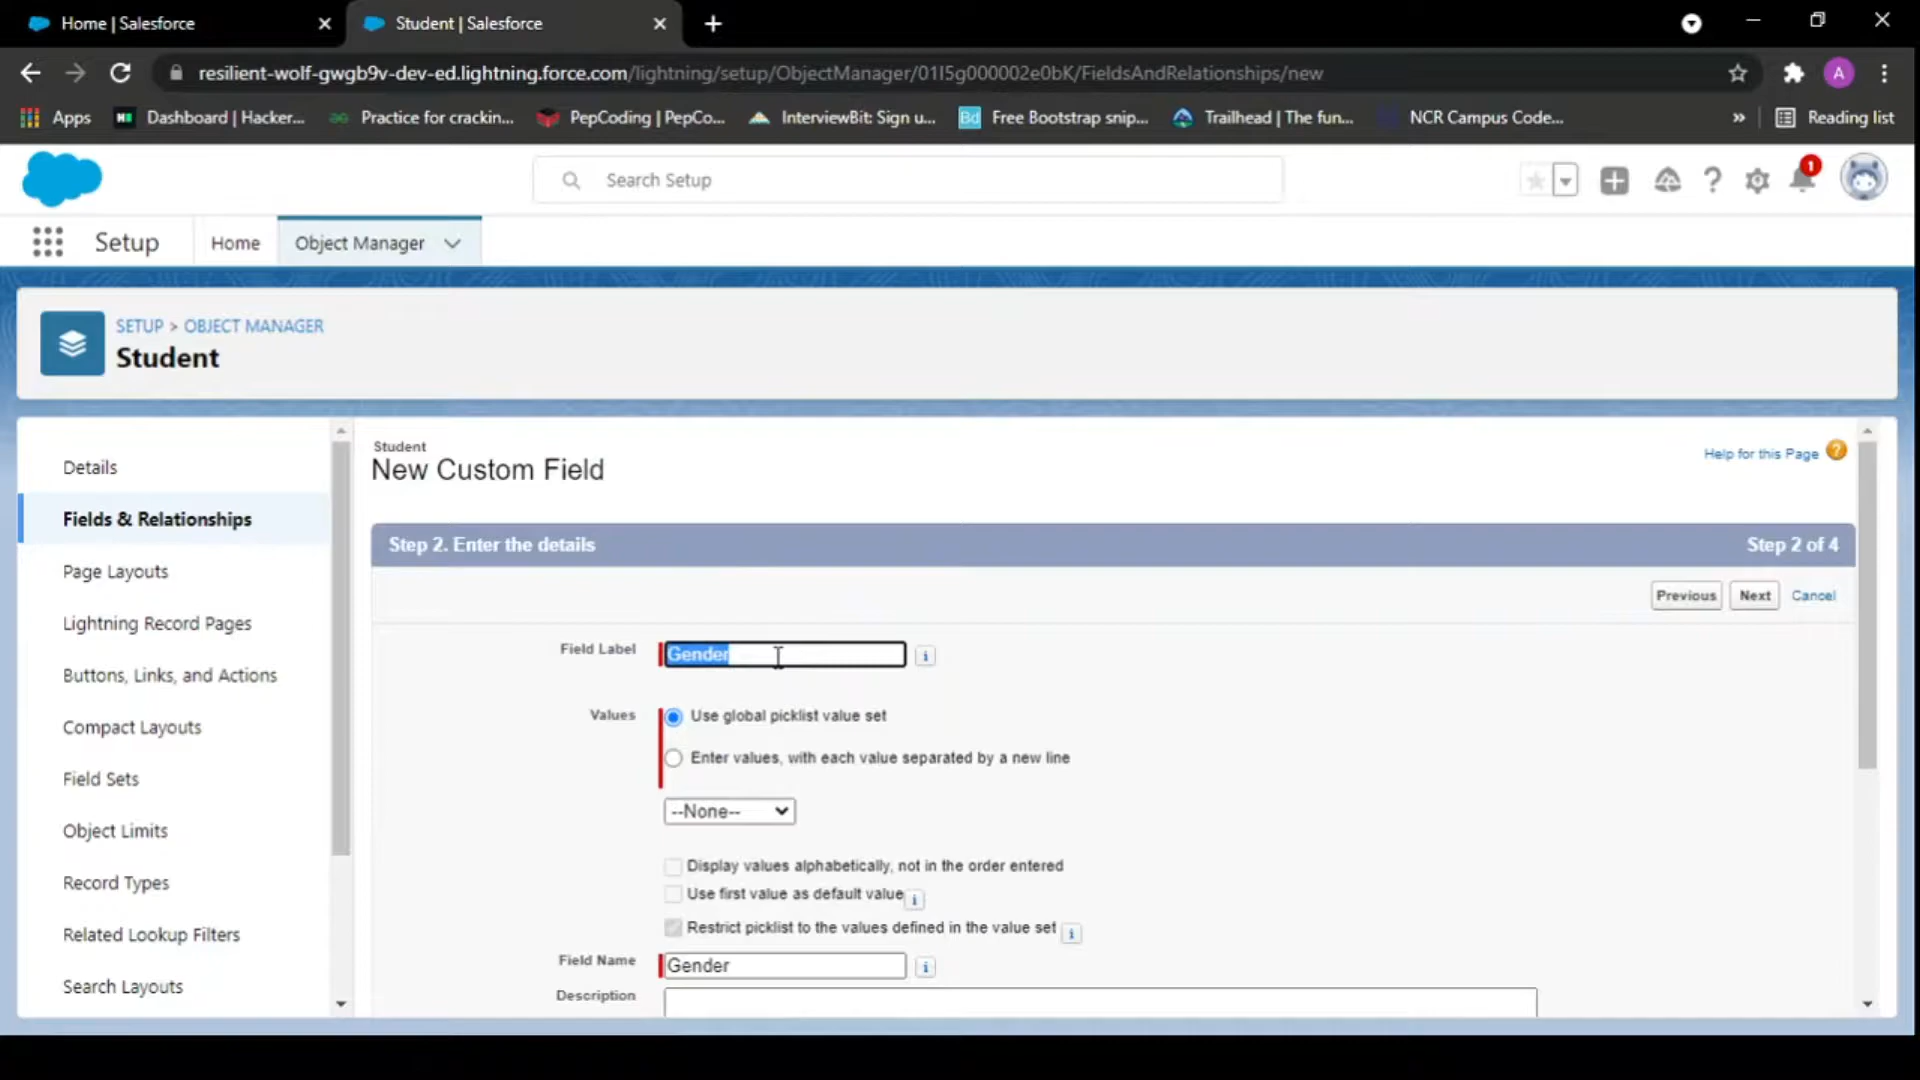 Home | Salesforce
Student | Salesforce
resilient-wolf-gwgb9v-dev-ed.lightning.force.com/lightning/setup/ObjectManager/01I5g000002e0bK/FieldsAndRelationships/new
A
Apps
Dashboard | Hacker...
Practice for crackin...
PepCoding | PepCo...
InterviewBit: Sign u...
Bd
Free Bootstrap snip...
Trailhead | The fun...
NCR Campus Code...
»
Reading list
Search Setup
1
Setup
Home
Object Manager
SETUP > OBJECT MANAGER
Student
Details
Fields & Relationships
Page Layouts
Lightning Record Pages
Buttons, Links, and Actions
Compact Layouts
Field Sets
Object Limits
Record Types
Related Lookup Filters
Search Layouts
Student
New Custom Field
Help for this Page ?
Step 2. Enter the details
Step 2 of 4
Previous
Next
Cancel
Field Label
Gender
i
Values
Use global picklist value set
Enter values, with each value separated by a new line
--None--
Display values alphabetically, not in the order entered
Use first value as default value
i
Restrict picklist to the values defined in the value set
i
Field Name
Gender
i
Description